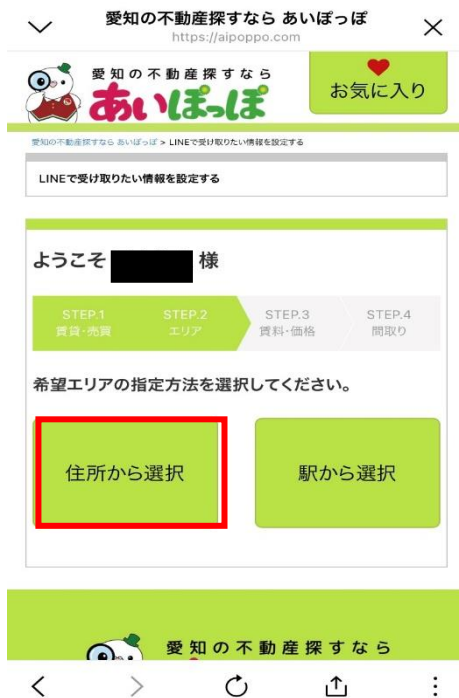 愛知の不動産探すなら あいぽっぽ
https://aipoppo.com
愛知の不動産探すなら
あいぽっぽ
お気に入り
愛知の不動産探すなら あいぽっぽ > LINEで受け取りたい情報を設定する
LINEで受け取りたい情報を設定する
ようこそ 様
STEP.1 STEP.2 STEP.3 STEP.4
賃貸・売買 エリア 賃料・価格 間取り
希望エリアの指定方法を選択してください。
住所から選択 駅から選択
愛知の不動産探すなら